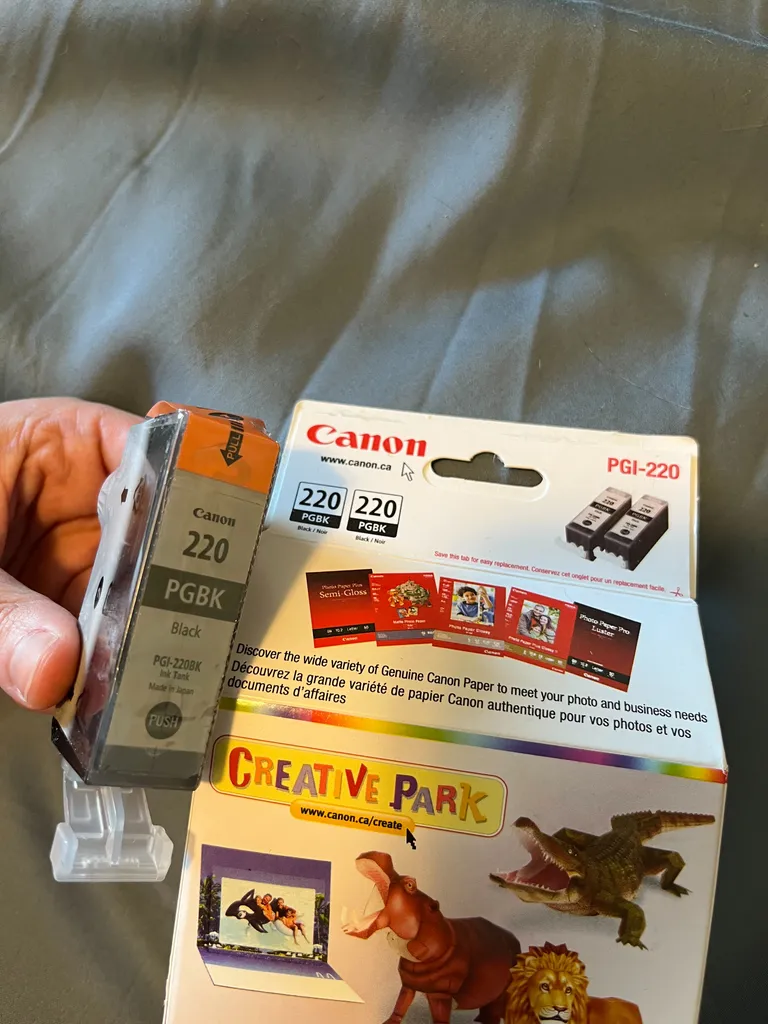 PULL
Canon
220
PGBK
Black
PGI-220BK
Ink Tank
Made in Japan
PUSH
Canon
www.canon.ca
PGI-220
220
PGBK
Black / Noir
220
PGBK
Black / Noir
Save this tab for easy replacement. Conservez cet onglet pour un remplacement facile.
Photo Paper Plus
Semi-Gloss
Photo Paper Pro
Luster
Discover the wide variety of Genuine Canon Paper to meet your photo and business needs
Découvrez la grande variété de papier Canon authentique pour vos photos et vos
documents d'affaires
CREATIVE PARK
www.canon.ca/create